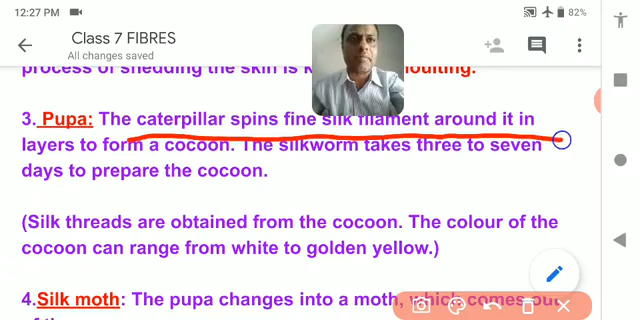 12:27 PM
82%
Class 7 FIBRES
All changes saved
process of shedding the skin is moulting.
3. Pupa: The caterpillar spins fine silk filament around it in
layers to form a cocoon. The silkworm takes three to seven
days to prepare the cocoon.
(Silk threads are obtained from the cocoon. The colour of the
cocoon can range from white to golden yellow.)
4.Silk moth: The pupa changes into a moth, which comes out